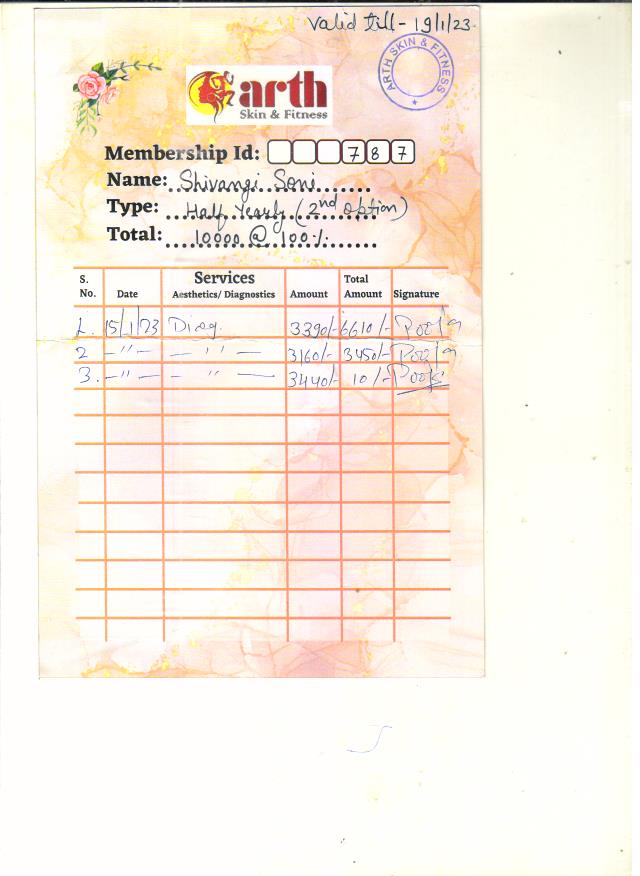 Valid till - 19/1/23
ARTH SKIN & FITNESS
arth
Skin & Fitness
Membership Id: 787
Name: Shivangi Soni
Type: Half Yearly (2nd option)
Total: 10000 @ 100%
S. No. Date Services Aesthetics/ Diagnostics Amount Total Amount Signature
1. 15/1/23 Diag. 3390/- 6610/- Pooja
2 -"- -"- 3160/- 3450/- Pooja
3. -"- -"- 3440/- 10/- Pooja